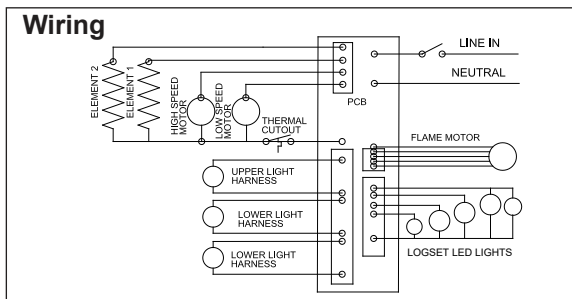 Wiring
ELEMENT 2
ELEMENT 1
HIGH SPEED
MOTOR
LOW SPEED
MOTOR
THERMAL
CUTOUT
PCB
LINE IN
NEUTRAL
FLAME MOTOR
UPPER LIGHT
HARNESS
LOWER LIGHT
HARNESS
LOWER LIGHT
HARNESS
LOGSET LED LIGHTS